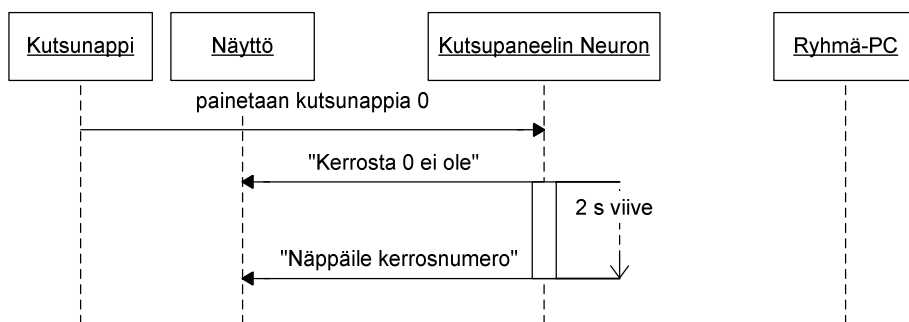 Kutsunappi
Näyttö
Kutsupaneelin Neuron
Ryhmä-PC
painetaan kutsunappia 0
"Kerrosta 0 ei ole"
2 s viive
"Näppäile kerrosnumero"